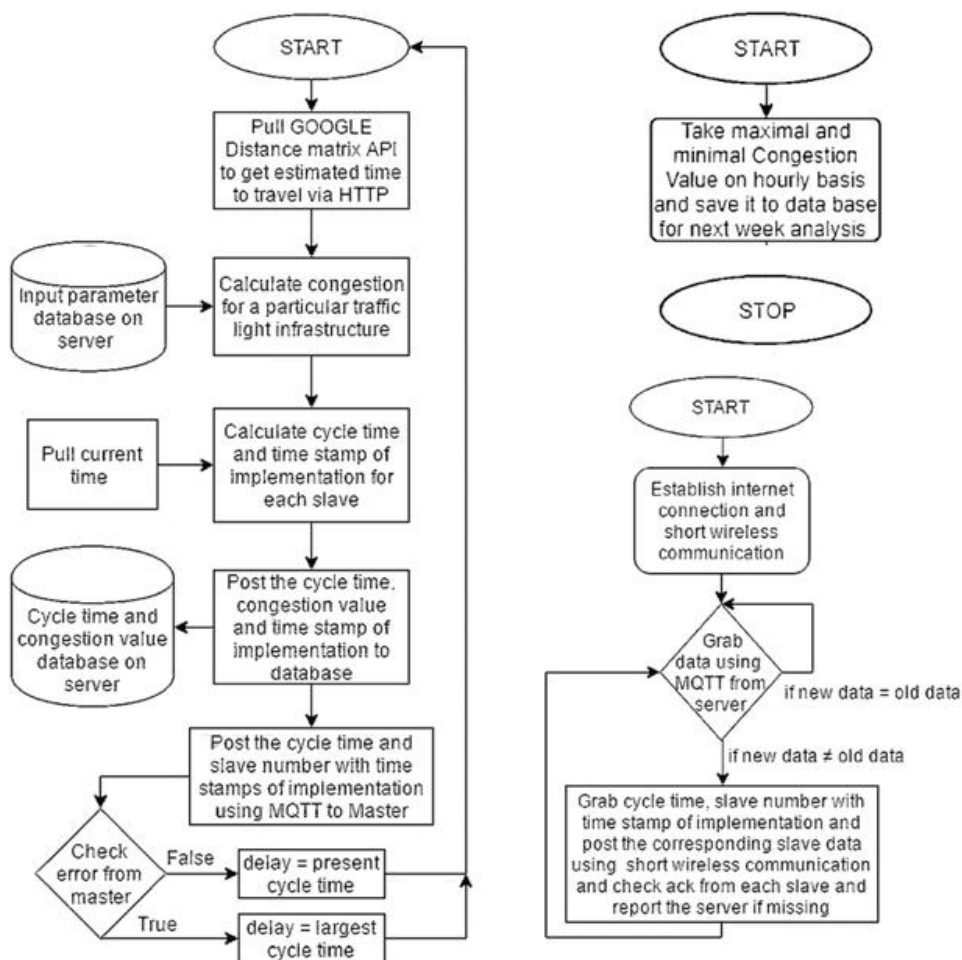 START
Pull GOOGLE
Distance matrix API
to get estimated time
to travel via HTTP
Input parameter
database on
server
Calculate congestion
for a particular traffic
light infrastructure
Pull current
time
Calculate cycle time
and time stamp of
implementation for
each slave
Cycle time and
congestion value
database on
server
Post the cycle time,
congestion value
and time stamp of
implementation to
database
Post the cycle time and
slave number with time
stamps of implementation
using MQTT to Master
Check
error from
master
False
delay = present
cycle time
True
delay = largest
cycle time
START
Take maximal and
minimal Congestion
Value on hourly basis
and save it to data base
for next week analysis
STOP
START
Establish internet
connection and
short wireless
communication
Grab
data using
MQTT from
server
if new data = old data
if new data ≠ old data
Grab cycle time, slave number with
time stamp of implementation and
post the corresponding slave data
using short wireless communication
and check ack from each slave and
report the server if missing